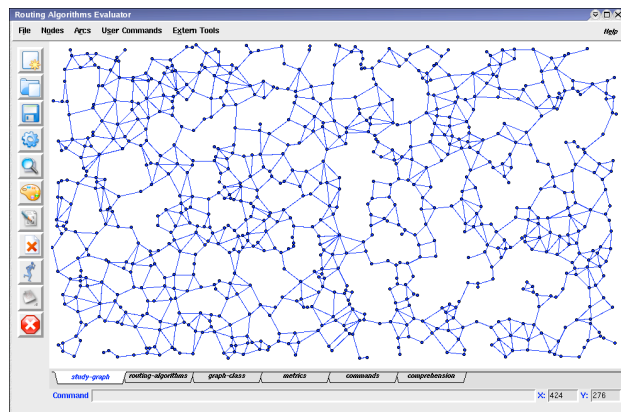 Routing Algorithms Evaluator
File Nodes Arcs User Commands Extern Tools Help
study-graph routing-algorithms graph-class metrics commands comprehension
Command X: 424 Y: 276